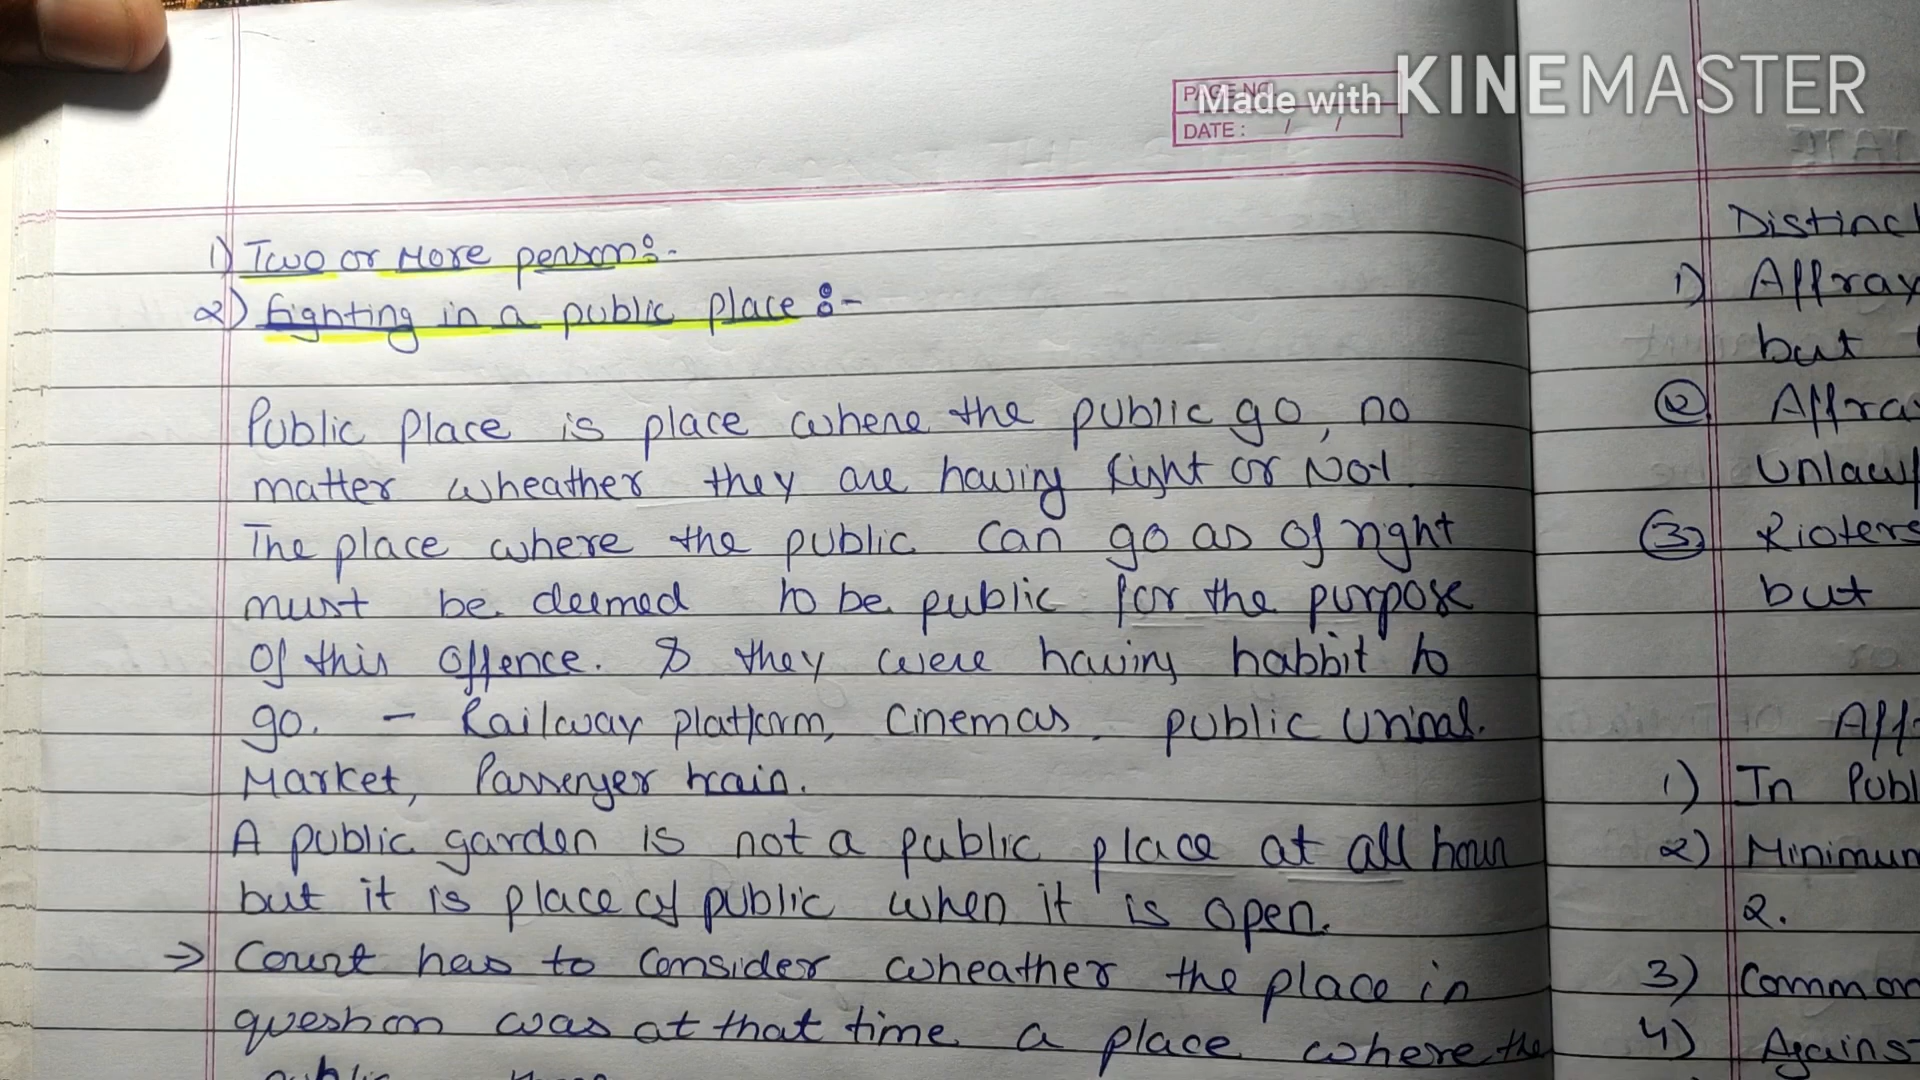 Made with KINEMASTER
PAGE NO.
DATE: / /
1) Two or More person:-
2) fighting in a public place :-
Public place is place where the public go, no
matter wheather they are having Right or Not.
The place where the public can go as of right
must be deemed to be public for the purpose
Of this offence. & they were having habbit to
go. - Railway platform, Cinemas, public Urinal.
Market, Passenger train.
A public garden is not a public place at all hour
but it is place of public when it is open.
→ Court has to Consider wheather the place in
question was at that time a place where the
public
Distinct
1) Affray
but
2 Affra
Unlawf
3. Rioters
but
Aff
1) In Publ
2) Minimum
2.
3) Common
4) Agains